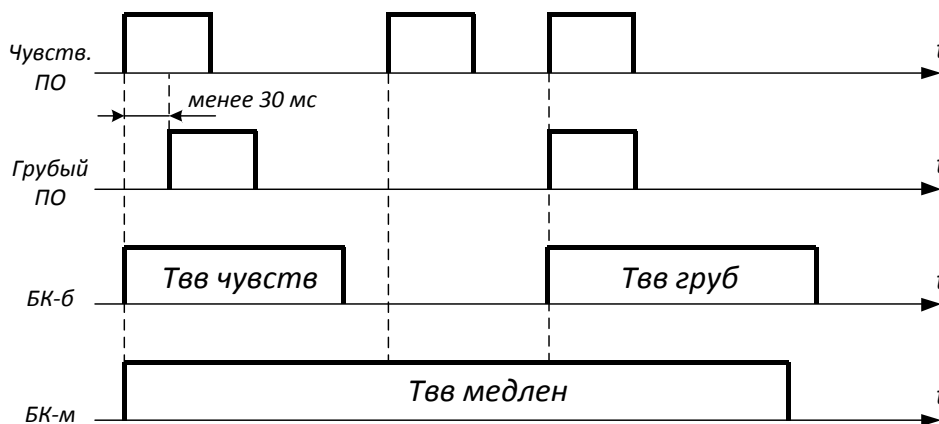 Чувств.
ПО
t
менее 30 мс
Грубый
ПО
t
БК-б
Твв чувств
Твв груб
t
БК-м
Твв медлен
t